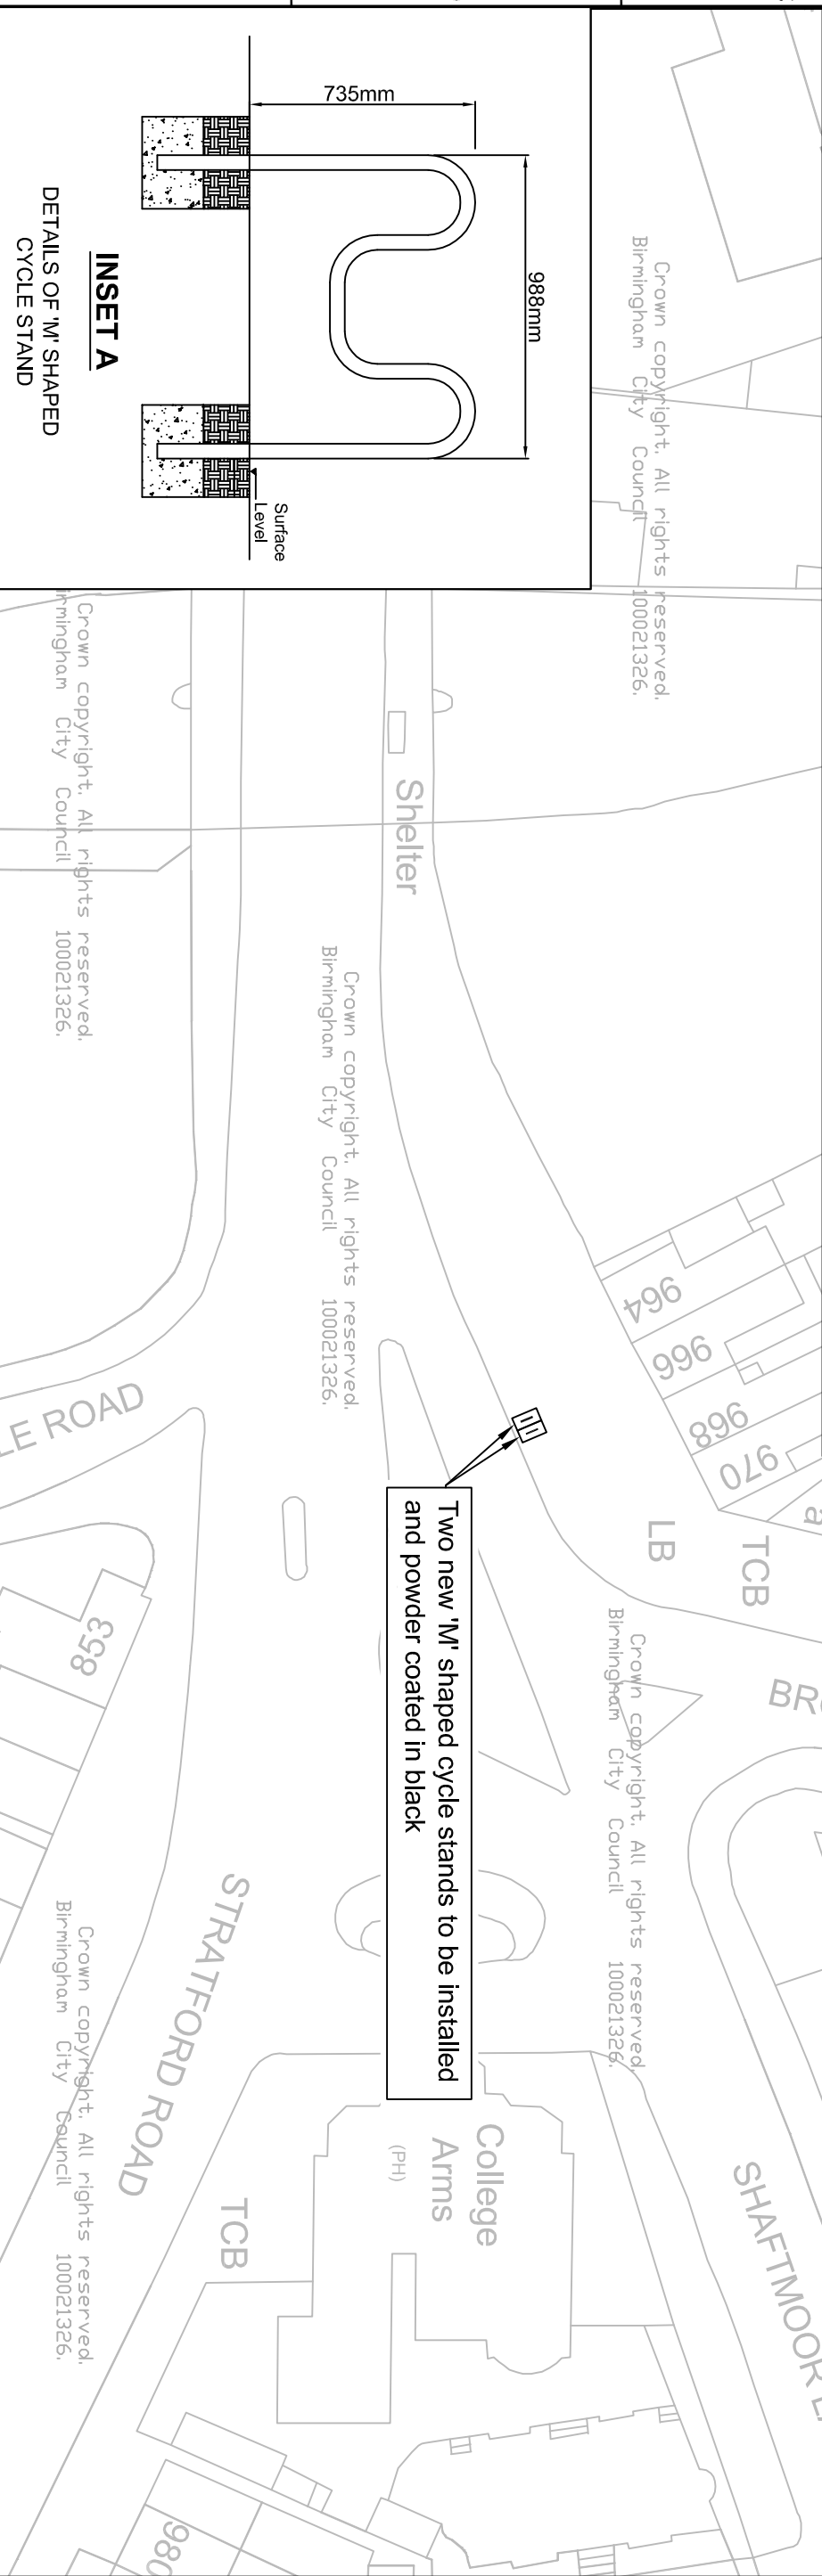 735mm
988mm
Surface
Level
INSET A
DETAILS OF 'M' SHAPED
CYCLE STAND
Crown copyright. All rights reserved.
Birmingham City Council 100021326.
Crown copyright. All rights reserved.
Birmingham City Council 100021326.
Shelter
Crown copyright. All rights reserved.
Birmingham City Council 100021326.
964
966
968
970
LB
TCB
LE ROAD
853
Two new 'M' shaped cycle stands to be installed
and powder coated in black
Crown copyright. All rights reserved.
Birmingham City Council 100021326.
STRATFORD ROAD
Crown copyright. All rights reserved.
Birmingham City Council 100021326.
College
Arms
(PH)
TCB
SHAFTMOOR
980